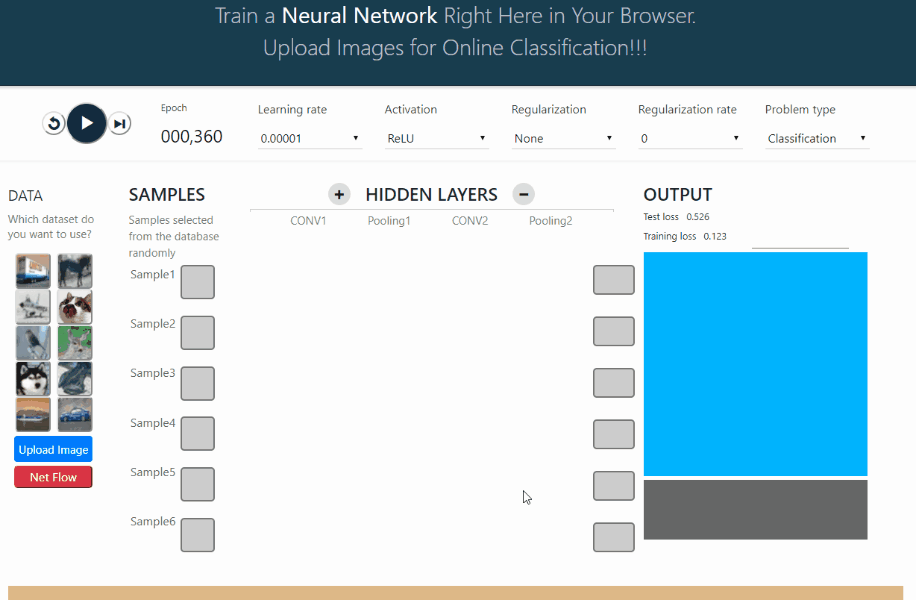 Train a Neural Network Right Here in Your Browser.
Upload Images for Online Classification!!!
Epoch
000,360
Learning rate
0.00001
Activation
ReLU
Regularization
None
Regularization rate
0
Problem type
Classification
DATA
Which dataset do
you want to use?
Upload Image
Net Flow
SAMPLES
Samples selected
from the database
randomly
Sample1
Sample2
Sample3
Sample4
Sample5
Sample6
+ HIDDEN LAYERS −
CONV1 Pooling1 CONV2 Pooling2
OUTPUT
Test loss 0.526
Training loss 0.123